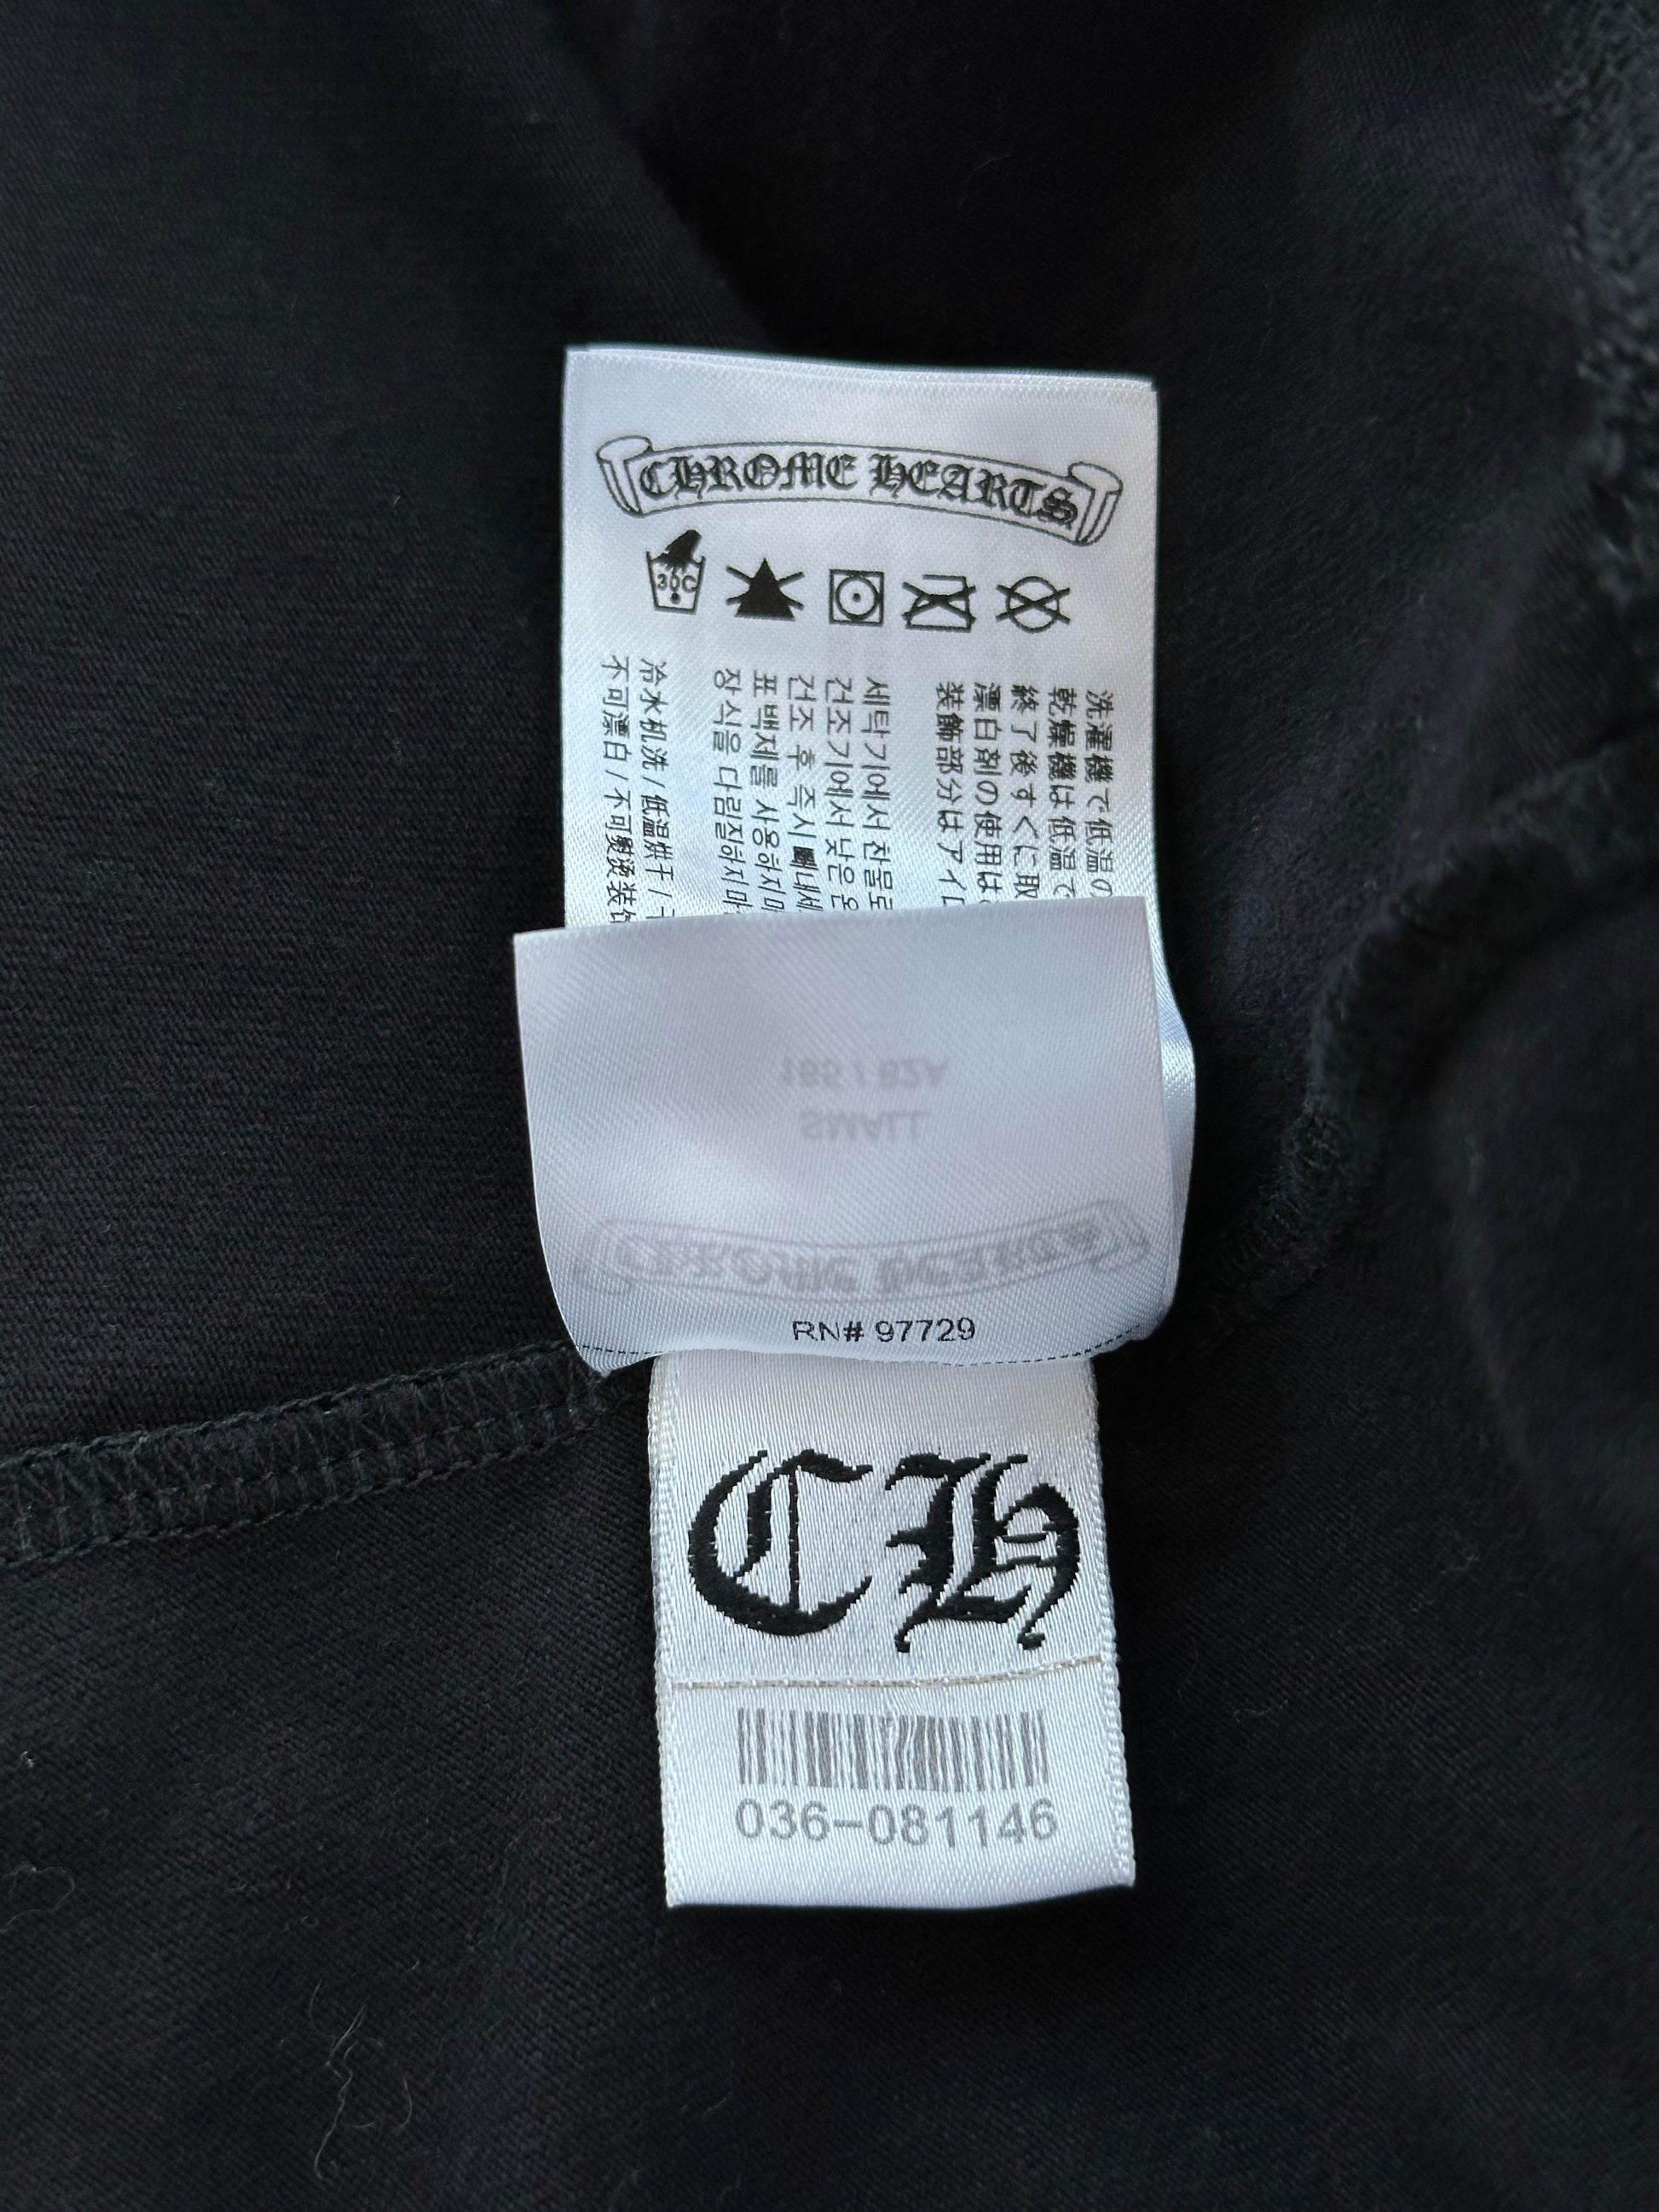 CHROME HEARTS
30C
洗濯機で低温の
乾燥機は低温で
終了後すぐに取
漂白剤の使用は
装飾部分はアイロ
세탁기에서 찬물로
건조기에서 낮은 온
건조 후 즉시 빼내세
표백제를 사용하지 마
장식을 다림질하지 마
冷水机洗 / 低温烘干 /
不可漂白 / 不可熨烫装饰
SMALL
CHROME HEARTS
RN# 97729
CH
036-081146